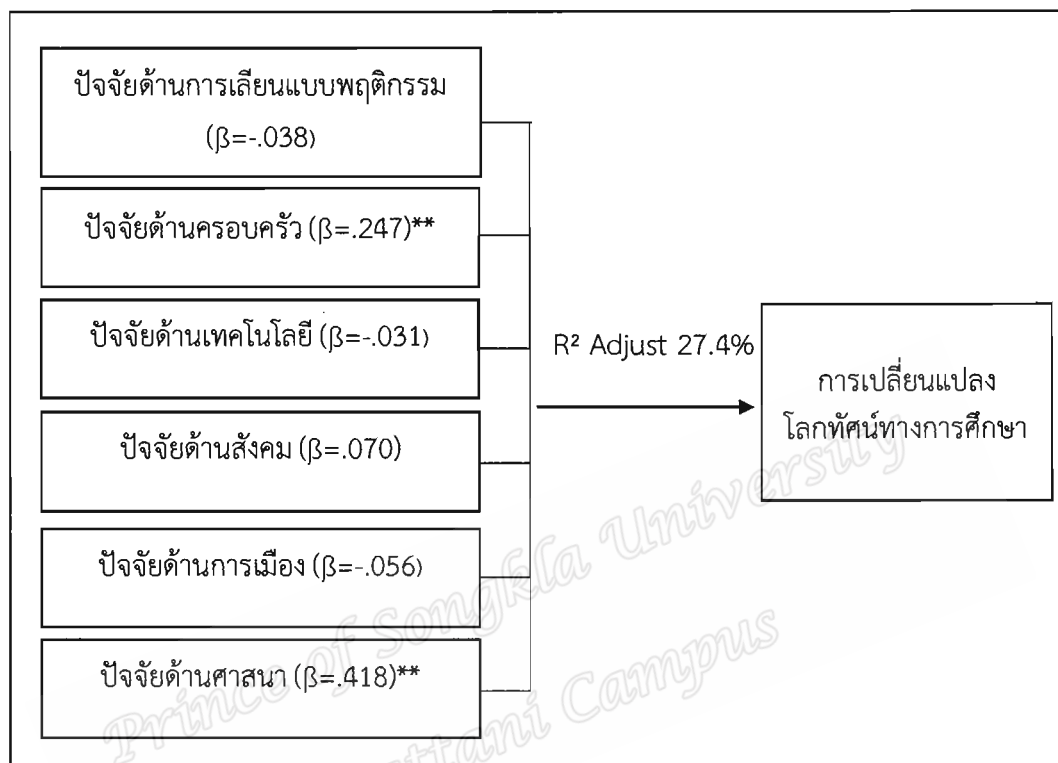 ปัจจัยด้านการเลียนแบบพฤติกรรม
(β=-.038)
ปัจจัยด้านครอบครัว (β=.247)**
ปัจจัยด้านเทคโนโลยี (β=-.031)
ปัจจัยด้านสังคม (β=.070)
ปัจจัยด้านการเมือง (β=-.056)
ปัจจัยด้านศาสนา (β=.418)**
R² Adjust 27.4%
การเปลี่ยนแปลง
โลกทัศน์ทางการศึกษา
Prince of Songkla University
Pattani Campus